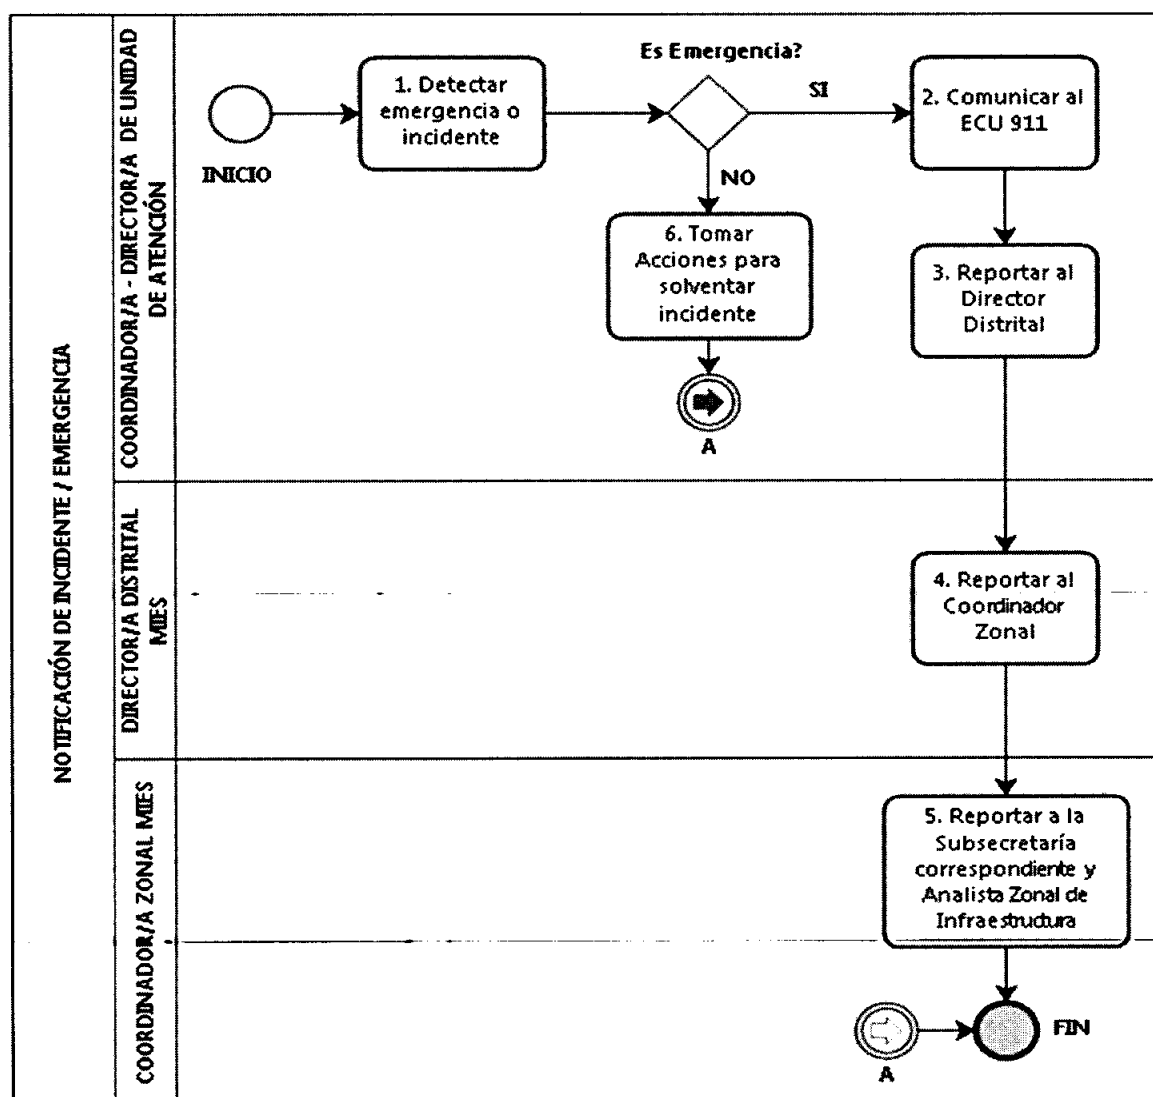 NOTIFICACIÓN DE INCIDENTE / EMERGENCIA
COORDINADOR/A - DIRECTOR/A DE UNIDAD
DE ATENCIÓN
INICIO
1. Detectar
emergencia o
incidente
Es Emergencia?
SI
NO
2. Comunicar al
ECU 911
6. Tomar
Acciones para
solventar
incidente
A
3. Reportar al
Director
Distrital
DIRECTOR/A DISTRITAL
MIES
4. Reportar al
Coordinador
Zonal
COORDINADOR/A ZONAL MIES
5. Reportar a la
Subsecretaría
correspondiente y
Analista Zonal de
Infraestructura
A
FIN